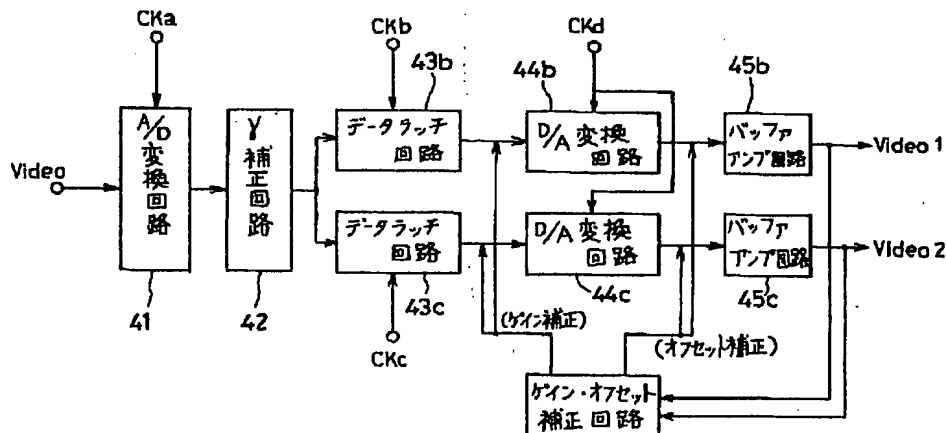 CKa
CKb
CKd
43b
44b
45b
Video
A/D
変換回路
γ
補正回路
データラッチ
回路
D/A 変換
回路
バッファ
アンプ回路
Video 1
データラッチ
回路
D/A 変換
回路
バッファ
アンプ回路
Video 2
41
42
43c
44c
45c
CKc
(ゲイン補正)
(オフセット補正)
ゲイン・オフセット
補正回路